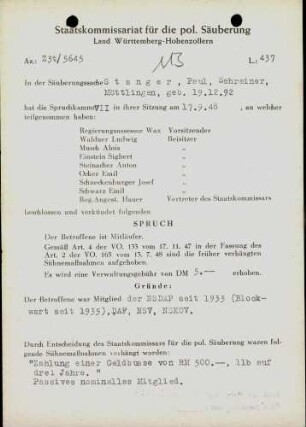 Staatskommissariat für die pol. Säuberung
Land Württemberg-Hohenzollern
Az.: 23t/5645
L: 437
In der Säuberungssache Stanger, Paul, Schreiner,
Möttlingen, geb. 19.12.92
hat die Spruchkammer VII in ihrer Sitzung am 17.9.48, an welcher
teilgenommen haben:
Regierungsassessor Wax Vorsitzender
Waldner Ludwig Beisitzer
Musch Alois "
Einstein Sigbert "
Steinacher Anton "
Emil "
Schneckenburger Josef "
Schwarz Emil "
Reg.Angest. Hauer Vertreter des Staatskommissars
beschlossen und verkündet folgenden
SPRUCH
Der Betroffene ist Mitläufer.
Gemäß Art. 4 der VO. 133 vom 17. 11. 47 in der Fassung des
Art. 2 der VO. 165 vom 13. 7. 48 sind die früher verhängten
Sühnemaßnahmen aufgehoben.
Es wird eine Verwaltungsgebühr von DM 5.-- erhoben.
Gründe:
Der Betroffene war Mitglied der NSDAP seit 1933 (Block-
wart seit 1935), DAF, NSV, NSKOV.
Durch Entscheidung des Staatskommissars für die pol. Säuberung waren fol-
gende Sühnemaßnahmen verhängt worden:
"Zahlung einer Geldbusse von RM 500.--, 11b auf
drei Jahre. "
Passives nominelles Mitglied.